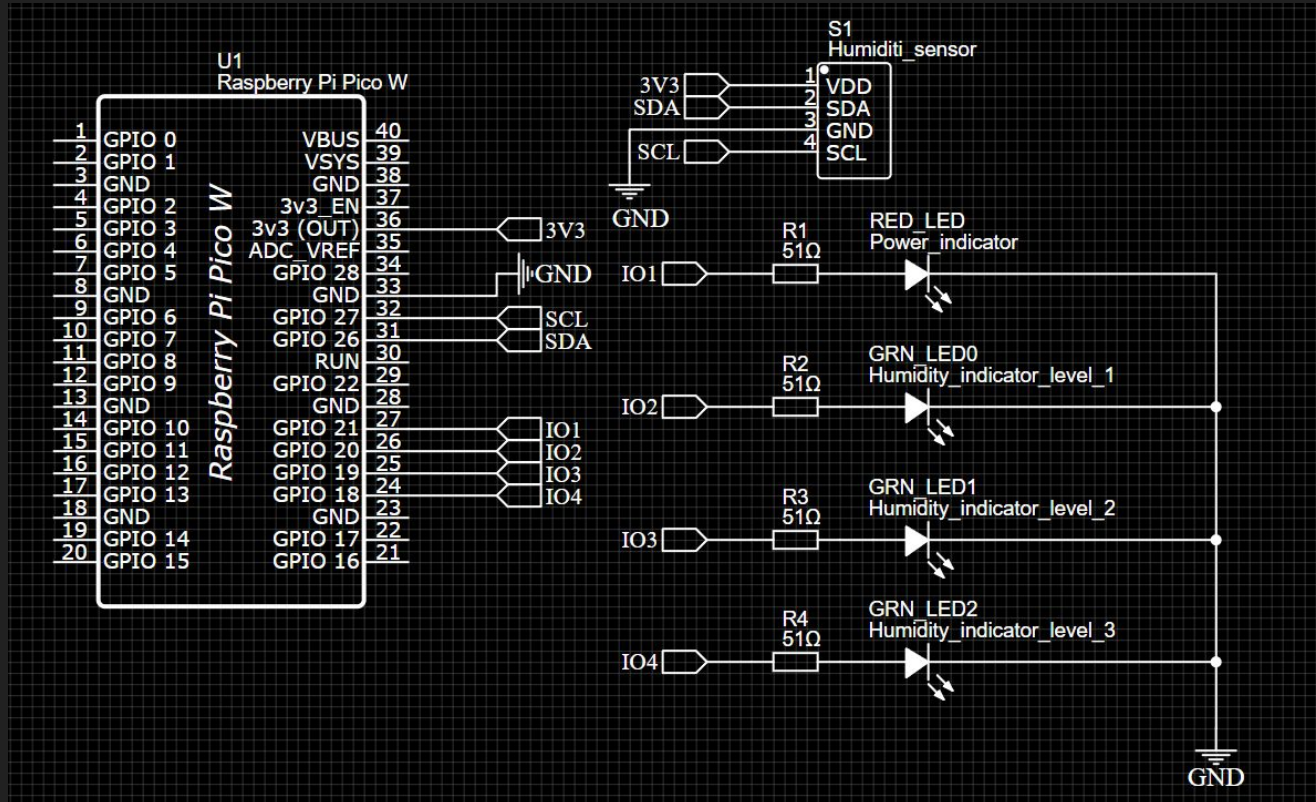 U1
Raspberry Pi Pico W
1 GPIO 0 VBUS 40
2 GPIO 1 VSYS 39
3 GND GND 38
4 GPIO 2 3v3_EN 37
5 GPIO 3 3v3 (OUT) 36 3V3
6 GPIO 4 ADC_VREF 35
7 GPIO 5 GPIO 28 34 GND
8 GND GND 33
9 GPIO 6 GPIO 27 32 SCL
10 GPIO 7 GPIO 26 31 SDA
11 GPIO 8 RUN 30
12 GPIO 9 GPIO 22 29
13 GND GND 28
14 GPIO 10 GPIO 21 27 IO1
15 GPIO 11 GPIO 20 26 IO2
16 GPIO 12 GPIO 19 25 IO3
17 GPIO 13 GPIO 18 24 IO4
18 GND GND 23
19 GPIO 14 GPIO 17 22
20 GPIO 15 GPIO 16 21
Raspberry Pi Pico W
S1
Humiditi_sensor
3V3 1 VDD
SDA 2 SDA
3 GND
SCL 4 SCL
GND
RED_LED
Power_indicator
R1
51Ω
IO1
GRN_LED0
Humidity_indicator_level_1
R2
51Ω
IO2
GRN_LED1
Humidity_indicator_level_2
R3
51Ω
IO3
GRN_LED2
Humidity_indicator_level_3
R4
51Ω
IO4
GND